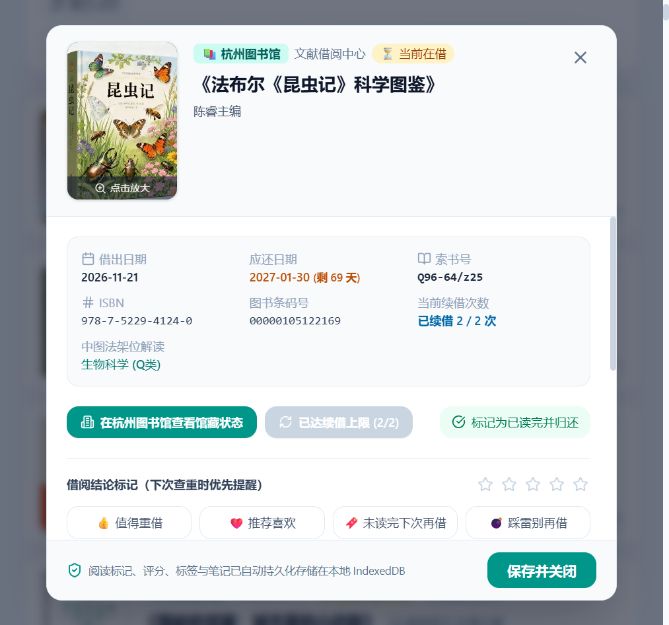 杭州图书馆 文献借阅中心 当前在借
《法布尔《昆虫记》科学图鉴》
陈睿主编
昆虫记
昆虫记
点击放大
借出日期 应还日期 索书号
2026-11-21 2027-01-30 (剩 69 天) Q96-64/z25
ISBN 图书条码号 当前续借次数
978-7-5229-4124-0 00000105122169 已续借 2 / 2 次
中图法架位解读
生物科学 (Q类)
在杭州图书馆查看馆藏状态 已达续借上限 (2/2) 标记为已读完并归还
借阅结论标记（下次查重时优先提醒）
值得重借 推荐喜欢 未读完下次再借 踩雷别再借
阅读标记、评分、标签与笔记已自动持久化存储在本地 IndexedDB 保存并关闭